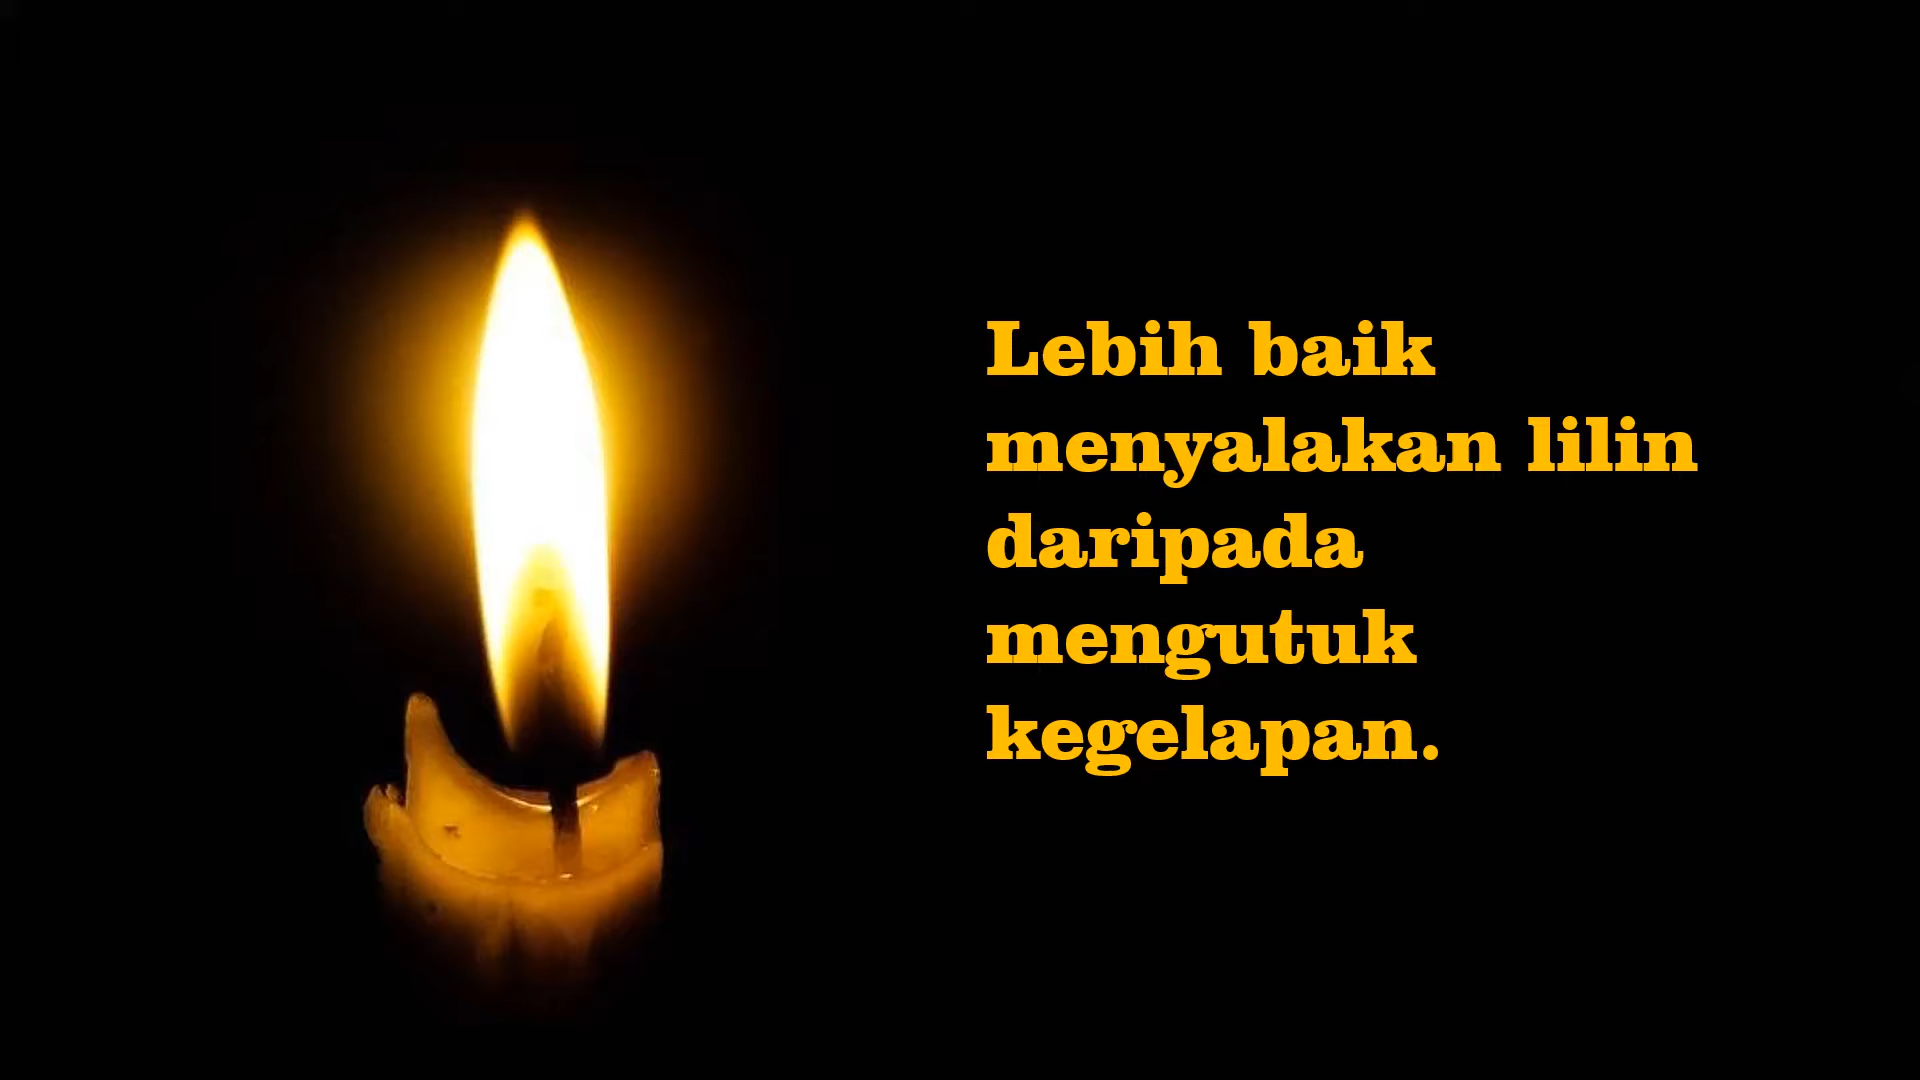 Lebih baik
menyalakan lilin
daripada
mengutuk
kegelapan.